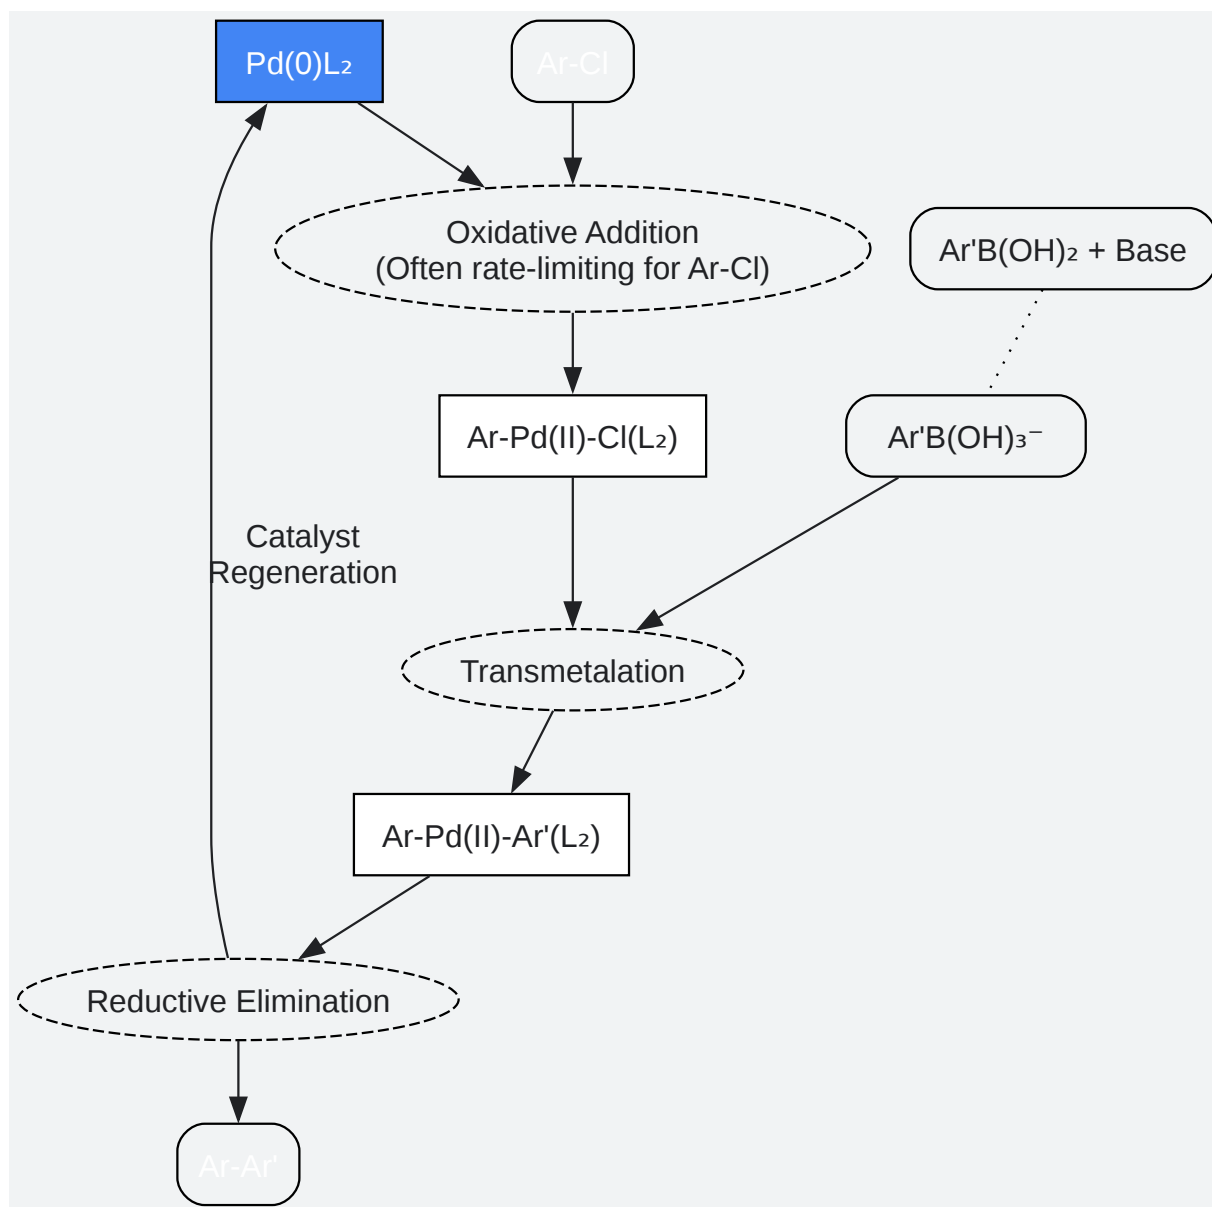 Pd(0)L₂
Ar-Cl
Oxidative Addition
(Often rate-limiting for Ar-Cl)
Ar'B(OH)₂ + Base
Ar-Pd(II)-Cl(L₂)
Ar'B(OH)₃⁻
Catalyst
Regeneration
Transmetalation
Ar-Pd(II)-Ar'(L₂)
Reductive Elimination
Ar-Ar'